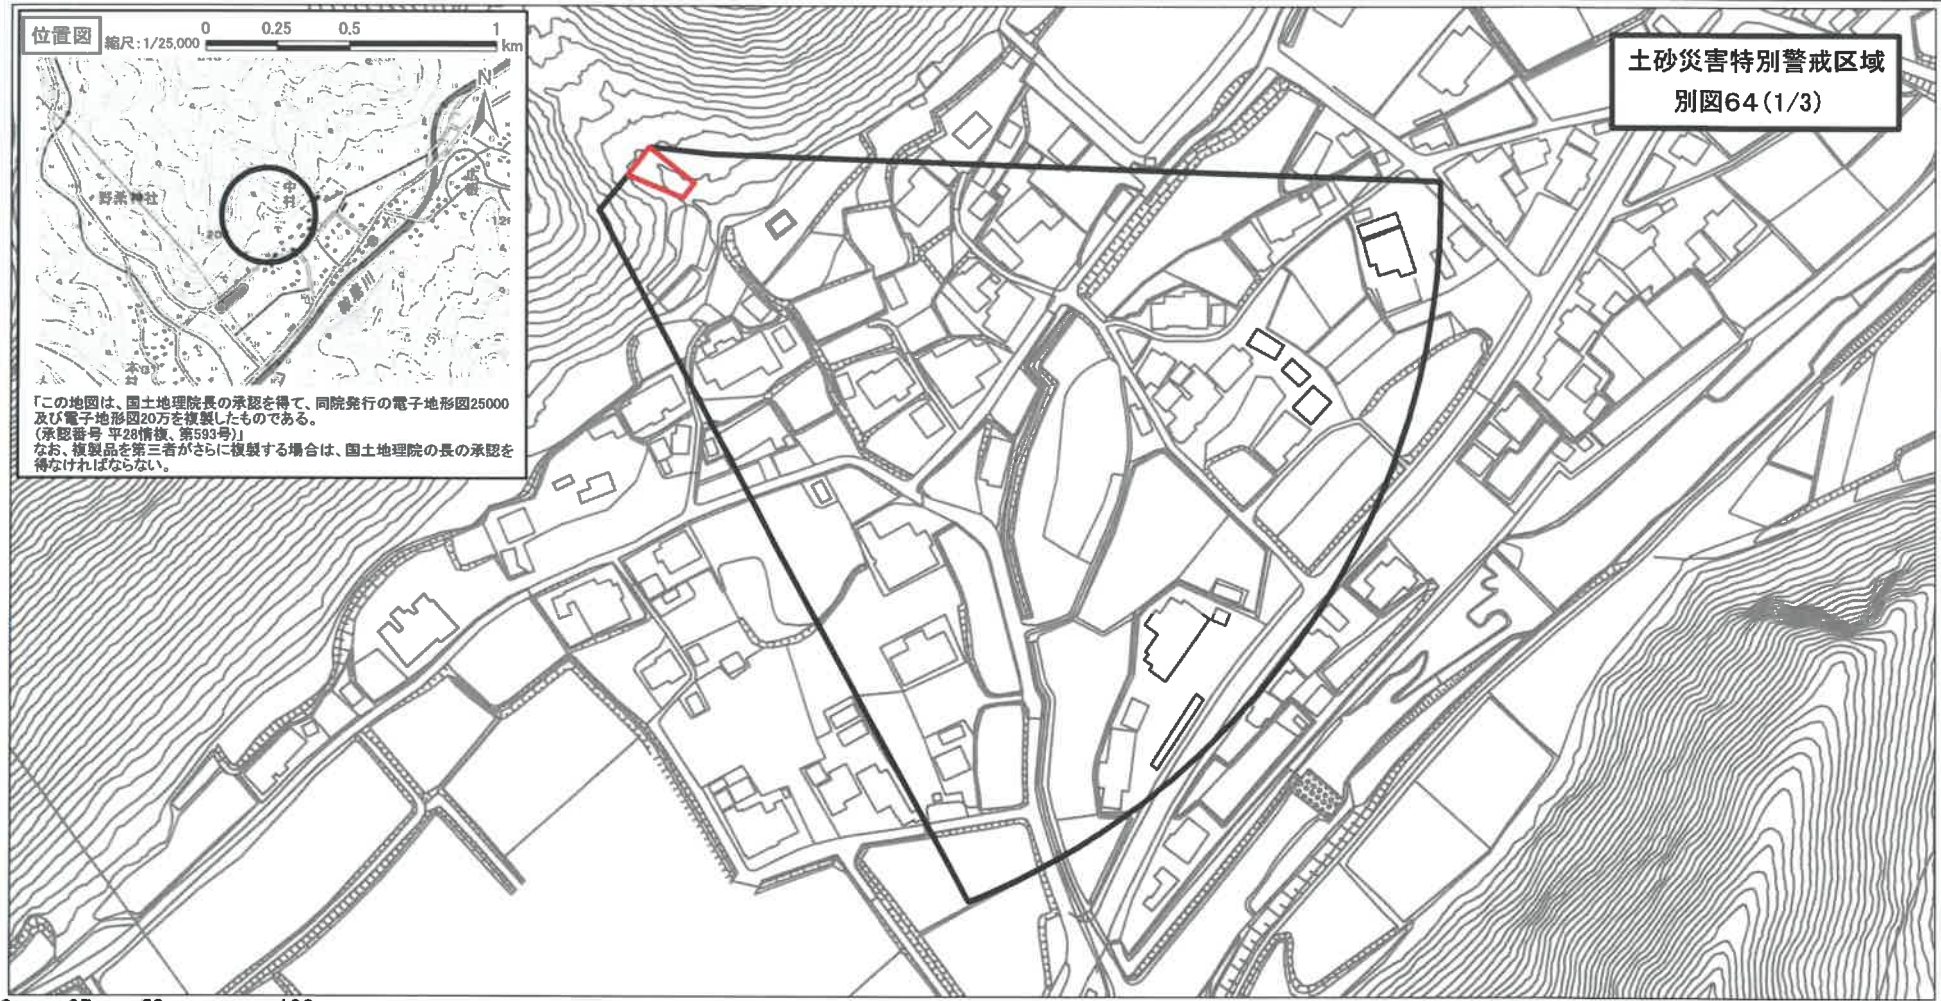 位置図
縮尺:1/25,000
0 0.25 0.5 1
km
N
野栗神社
中村
本村
土砂災害特別警戒区域
別図64(1/3)
「この地図は、国土地理院長の承認を得て、同院発行の電子地形図25000
及び電子地形図20万を複製したものである。
(承認番号 平28情複、第593号)」
なお、複製品を第三者がさらに複製する場合は、国土地理院の長の承認を
得なければならない。